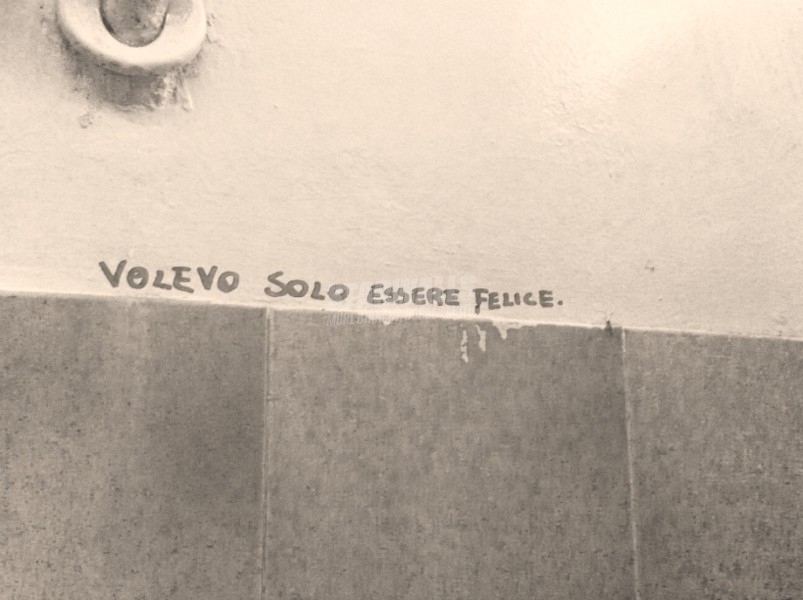 VOLEVO SOLO ESSERE FELICE.